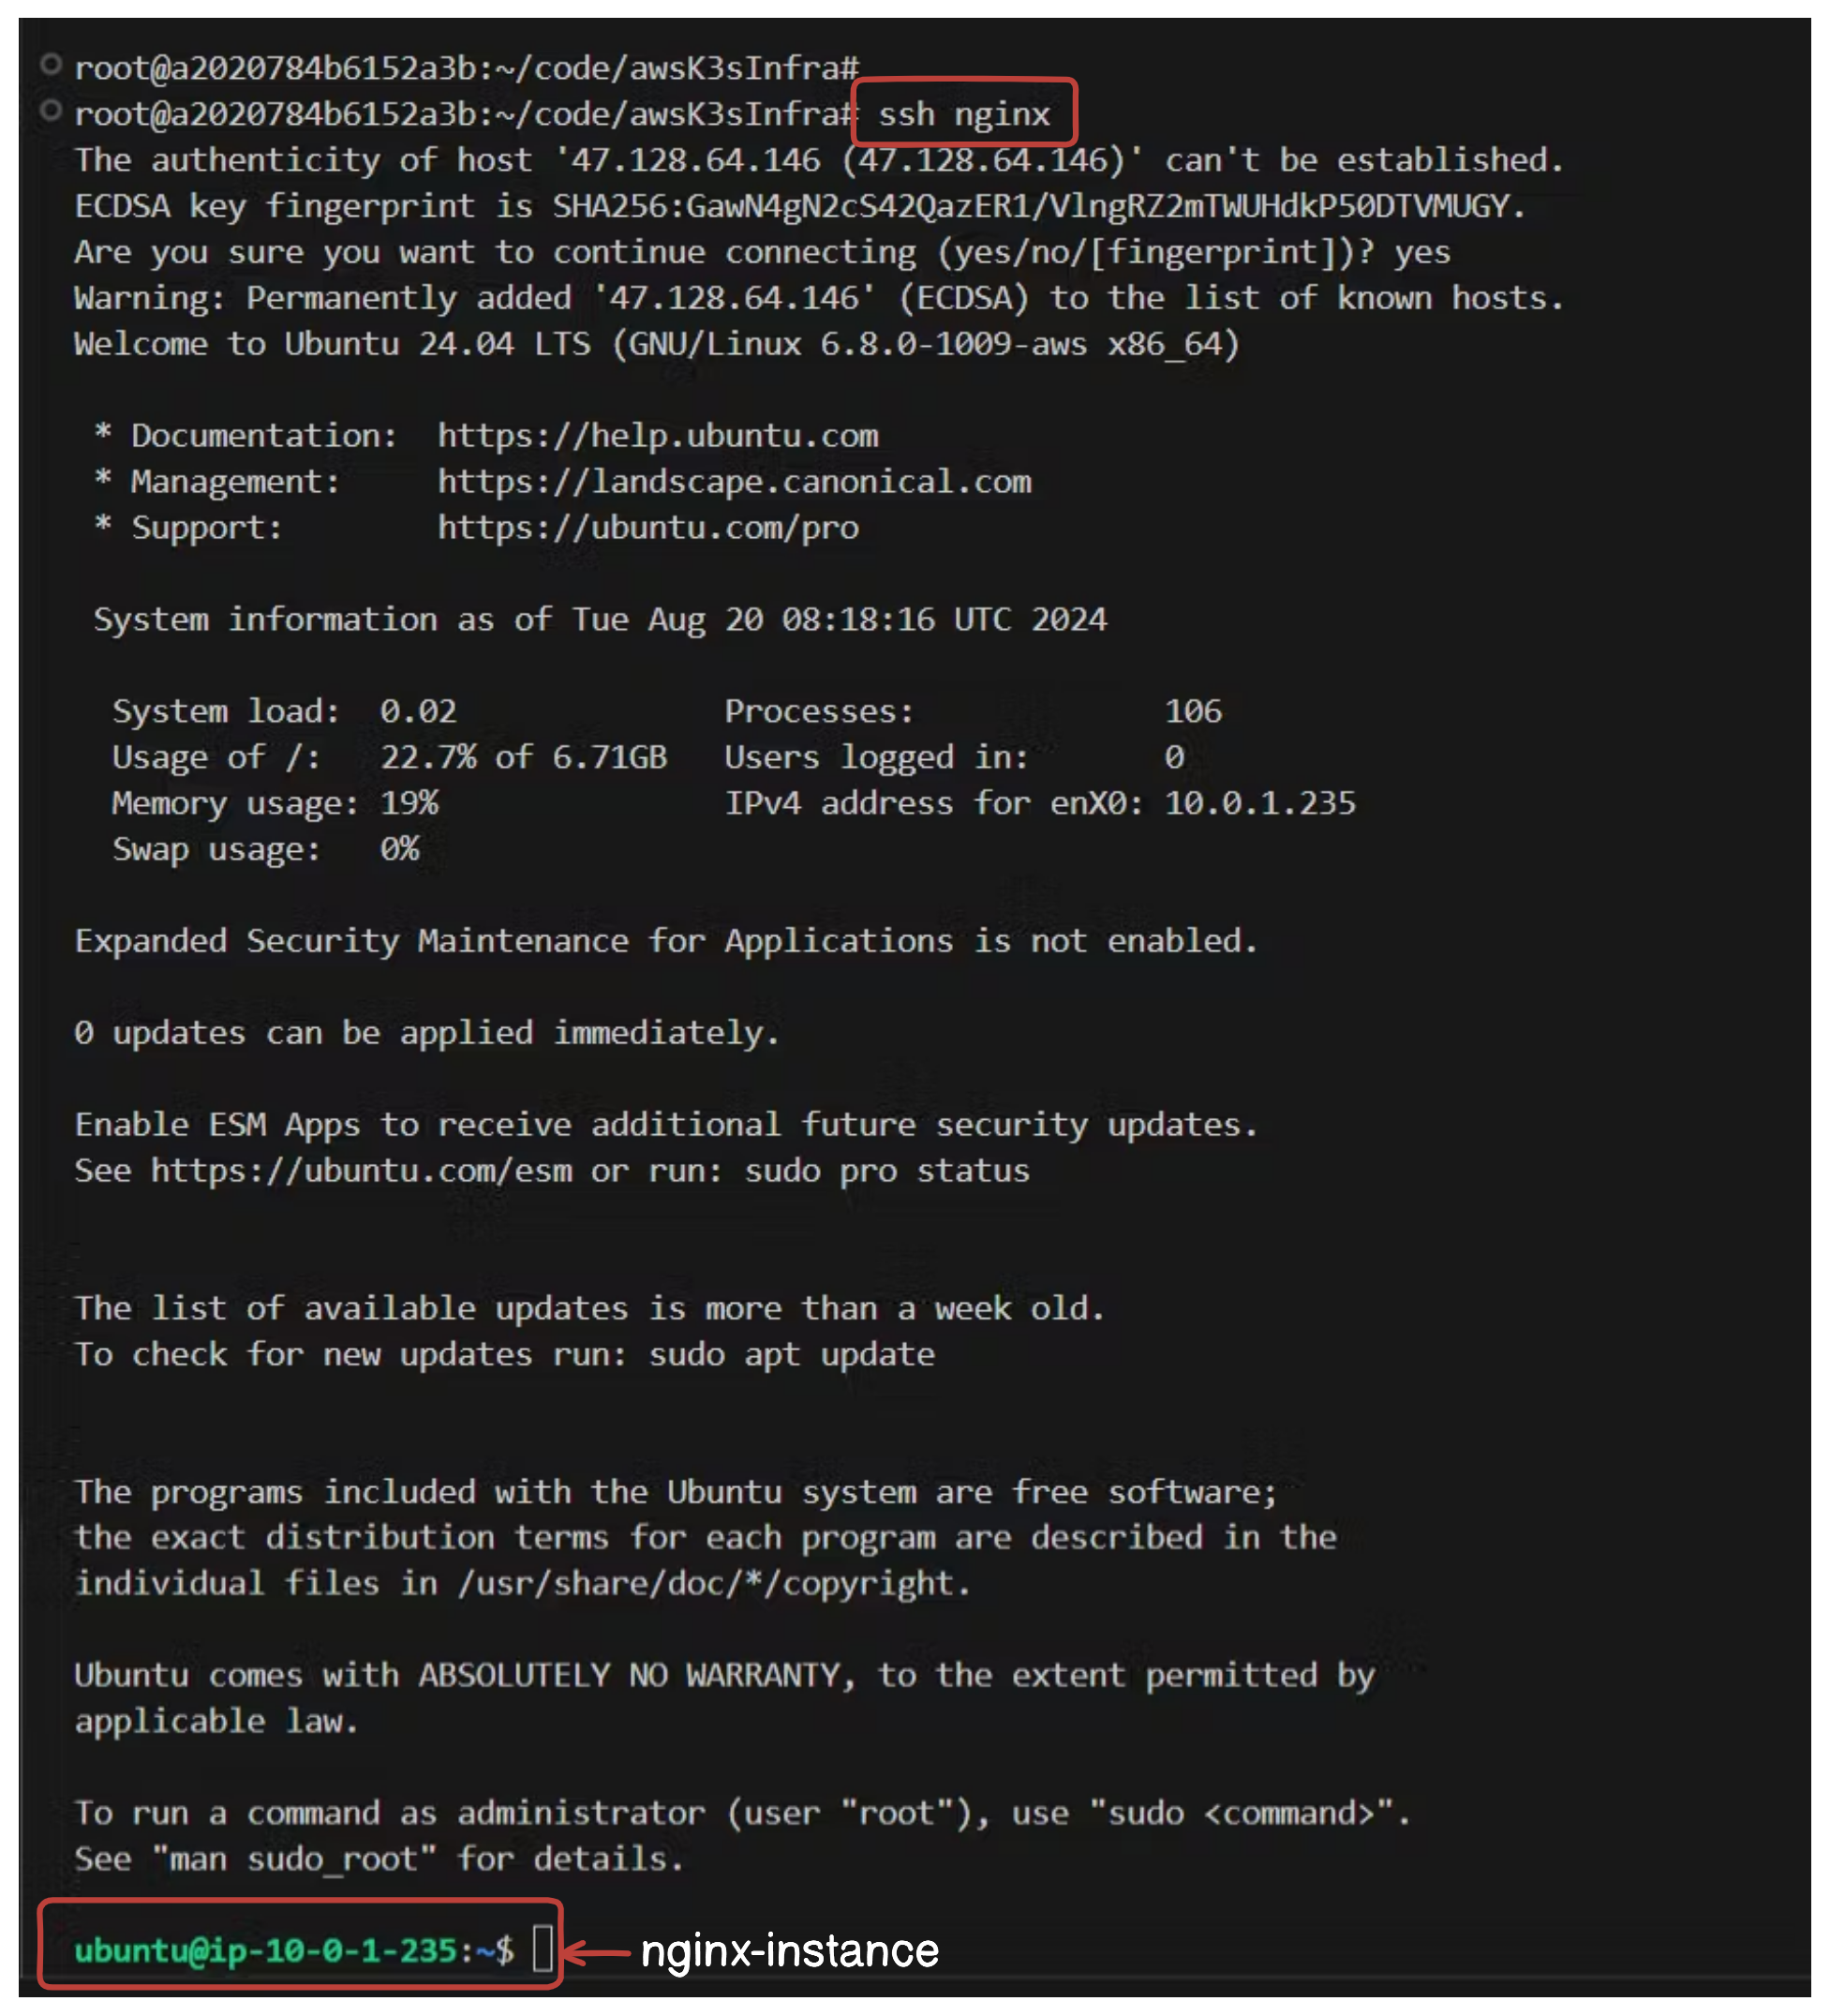 root@a2020784b6152a3b:~/code/awsK3sInfra#
root@a2020784b6152a3b:~/code/awsK3sInfra# ssh nginx
The authenticity of host '47.128.64.146 (47.128.64.146)' can't be established.
ECDSA key fingerprint is SHA256:GawN4gN2cS42QazER1/VlngRZ2mTWUHdkP50DTVMUGY.
Are you sure you want to continue connecting (yes/no/[fingerprint])? yes
Warning: Permanently added '47.128.64.146' (ECDSA) to the list of known hosts.
Welcome to Ubuntu 24.04 LTS (GNU/Linux 6.8.0-1009-aws x86_64)
* Documentation:  https://help.ubuntu.com
* Management:     https://landscape.canonical.com
* Support:        https://ubuntu.com/pro
System information as of Tue Aug 20 08:18:16 UTC 2024
System load:  0.02              Processes:             106
Usage of /:   22.7% of 6.71GB   Users logged in:       0
Memory usage: 19%               IPv4 address for enX0: 10.0.1.235
Swap usage:   0%
Expanded Security Maintenance for Applications is not enabled.
0 updates can be applied immediately.
Enable ESM Apps to receive additional future security updates.
See https://ubuntu.com/esm or run: sudo pro status
The list of available updates is more than a week old.
To check for new updates run: sudo apt update
The programs included with the Ubuntu system are free software;
the exact distribution terms for each program are described in the
individual files in /usr/share/doc/*/copyright.
Ubuntu comes with ABSOLUTELY NO WARRANTY, to the extent permitted by
applicable law.
To run a command as administrator (user "root"), use "sudo <command>".
See "man sudo_root" for details.
ubuntu@ip-10-0-1-235:~$ nginx-instance